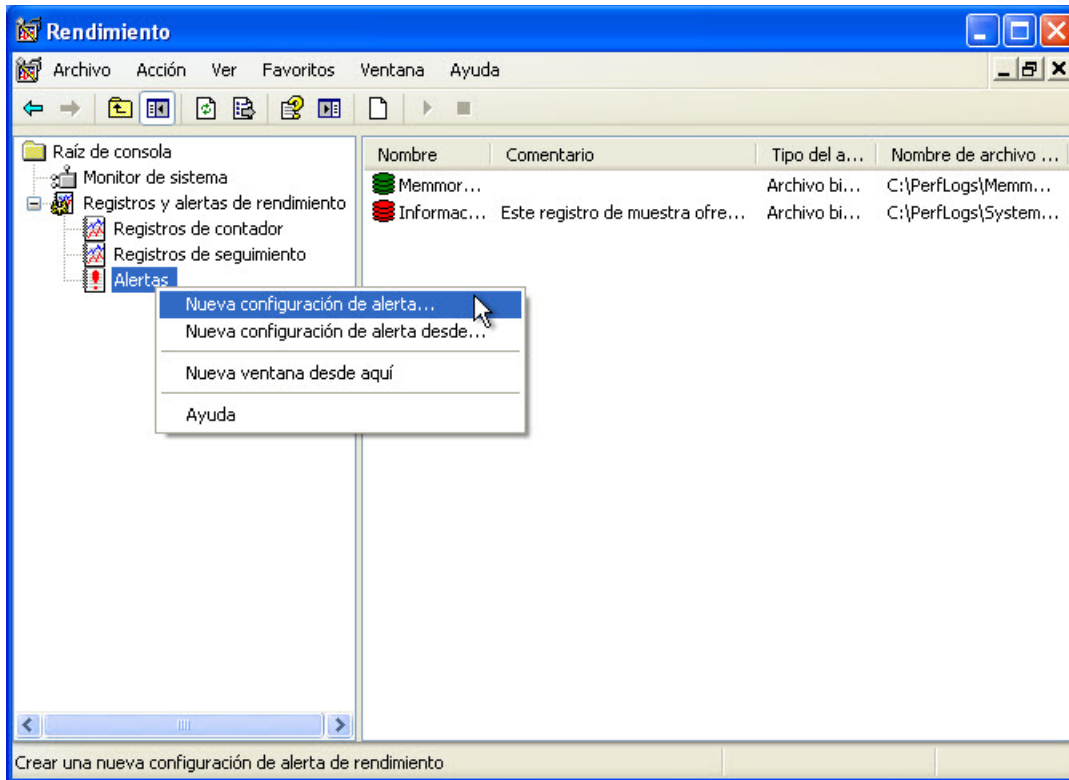 Rendimiento
Archivo Acción Ver Favoritos Ventana Ayuda
Raíz de consola
Monitor de sistema
Registros y alertas de rendimiento
Registros de contador
Registros de seguimiento
Alertas
Nombre Comentario Tipo del a... Nombre de archivo ...
Memmor... Archivo bi... C:\PerfLogs\Memm...
Informac... Este registro de muestra ofre... Archivo bi... C:\PerfLogs\System...
Nueva configuración de alerta...
Nueva configuración de alerta desde...
Nueva ventana desde aquí
Ayuda
Crear una nueva configuración de alerta de rendimiento